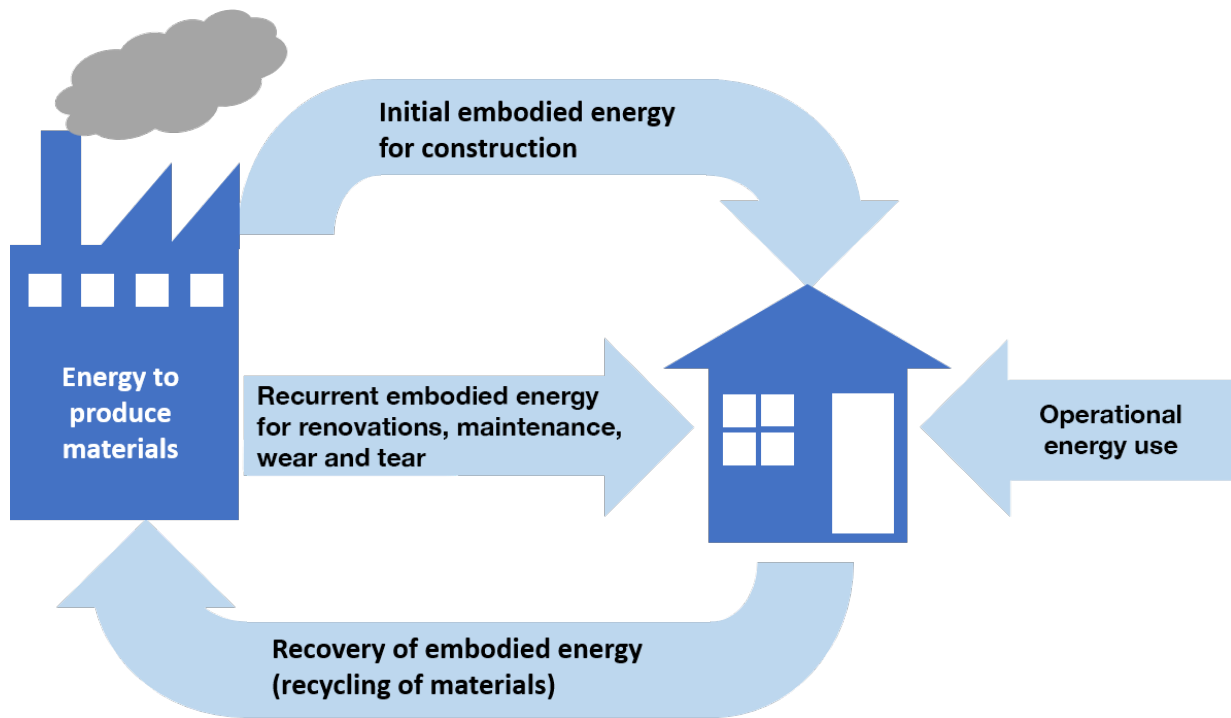 Initial embodied energy
for construction
Energy to
produce
materials
Recurrent embodied energy
for renovations, maintenance,
wear and tear
Operational
energy use
Recovery of embodied energy
(recycling of materials)